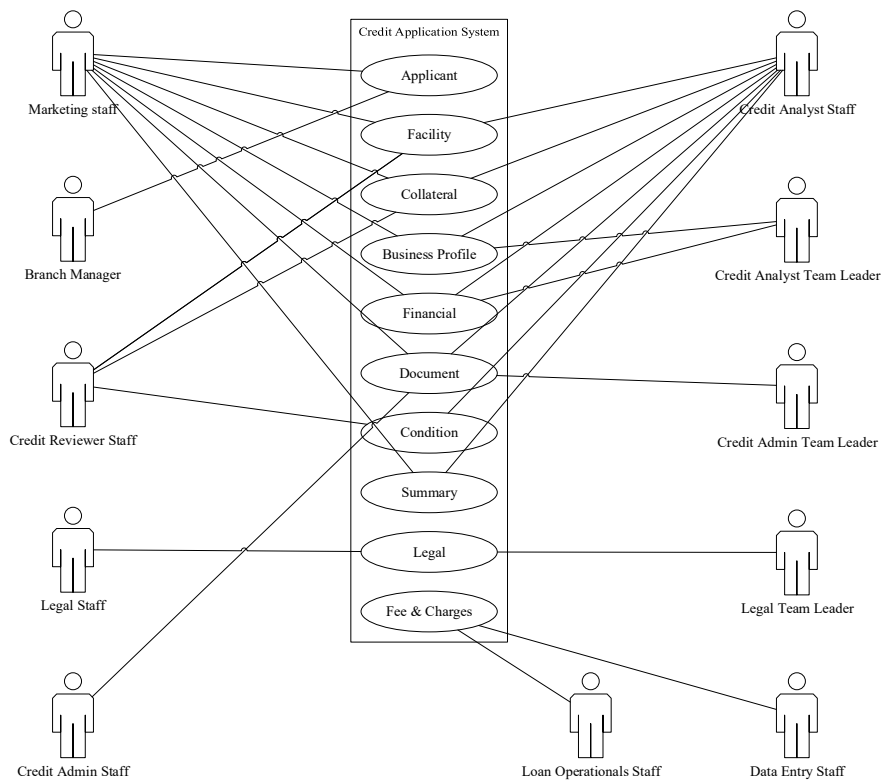 Credit Application System
Applicant
Marketing staff
Credit Analyst Staff
Facility
Collateral
Business Profile
Branch Manager
Credit Analyst Team Leader
Financial
Document
Condition
Credit Reviewer Staff
Credit Admin Team Leader
Summary
Legal
Legal Staff
Legal Team Leader
Fee & Charges
Credit Admin Staff
Loan Operationals Staff
Data Entry Staff